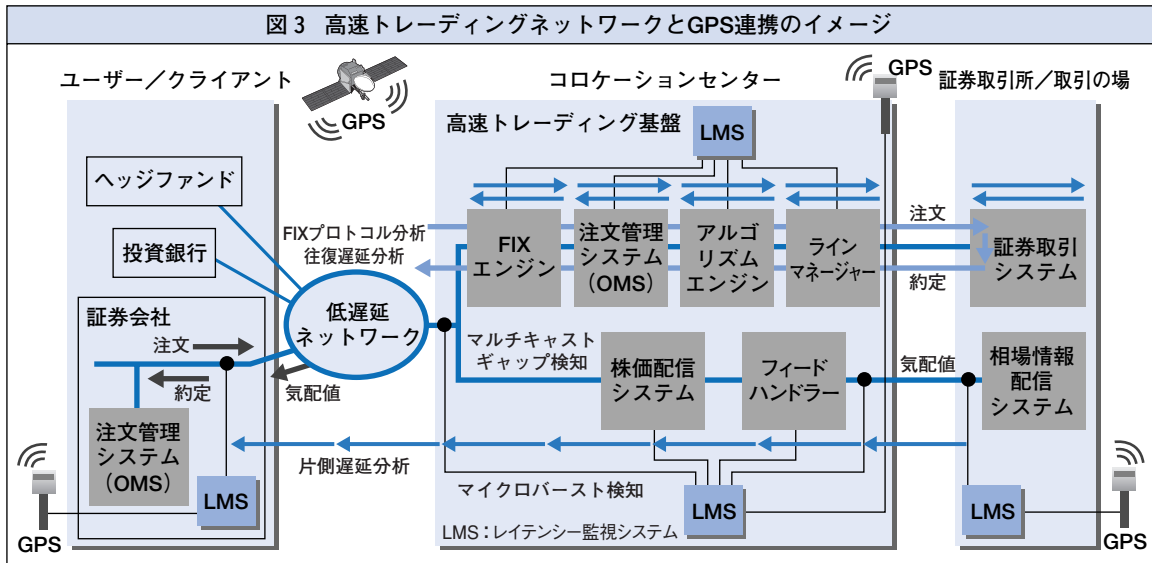 図3 高速トレーディングネットワークとGPS連携のイメージ
ユーザー／クライアント
GPS
コロケーションセンター
GPS
証券取引所／取引の場
高速トレーディング基盤
LMS
ヘッジファンド
投資銀行
FIXプロトコル分析
往復遅延分析
FIX
エンジン
注文管理
システム
（OMS）
アルゴ
リズム
エンジン
ライン
マネージャー
注文
約定
証券取引
システム
証券会社
注文
約定
低遅延
ネットワーク
気配値
マルチキャスト
ギャップ検知
株価配信
システム
フィード
ハンドラー
気配値
相場情報
配信
システム
注文管理
システム
（OMS）
片側遅延分析
LMS
GPS
マイクロバースト検知
LMS
LMS：レイテンシー監視システム
LMS
GPS